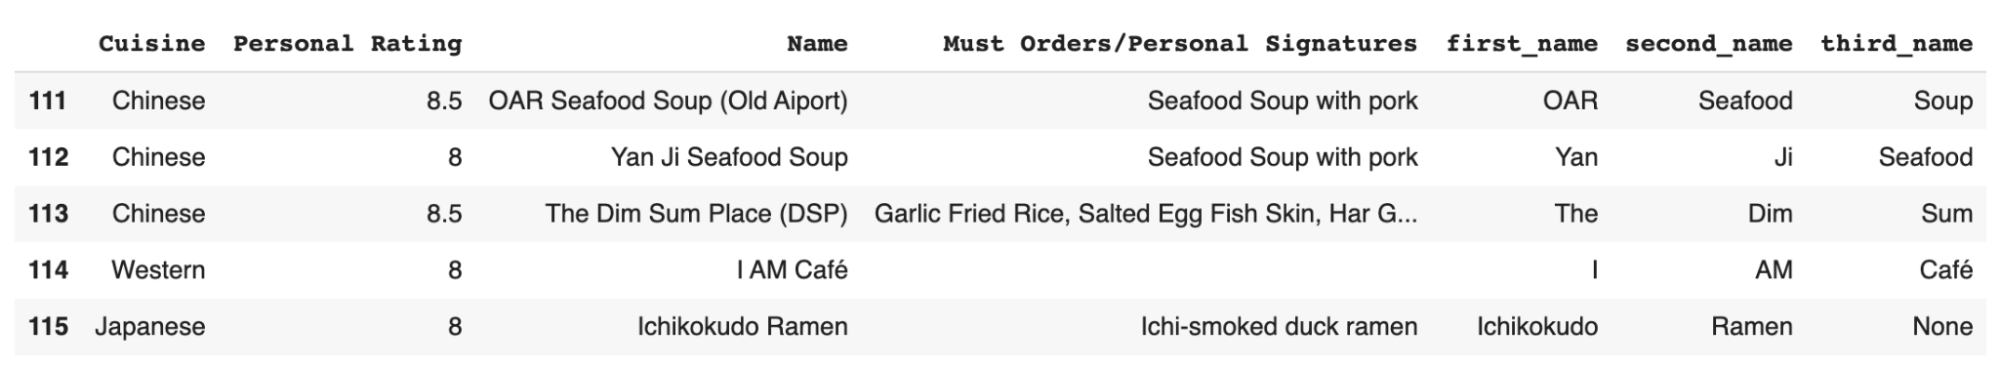 Cuisine Personal Rating Name Must Orders/Personal Signatures first_name second_name third_name
111 Chinese 8.5 OAR Seafood Soup (Old Aiport) Seafood Soup with pork OAR Seafood Soup
112 Chinese 8 Yan Ji Seafood Soup Seafood Soup with pork Yan Ji Seafood
113 Chinese 8.5 The Dim Sum Place (DSP) Garlic Fried Rice, Salted Egg Fish Skin, Har G... The Dim Sum
114 Western 8 I AM Café I AM Café
115 Japanese 8 Ichikokudo Ramen Ichi-smoked duck ramen Ichikokudo Ramen None